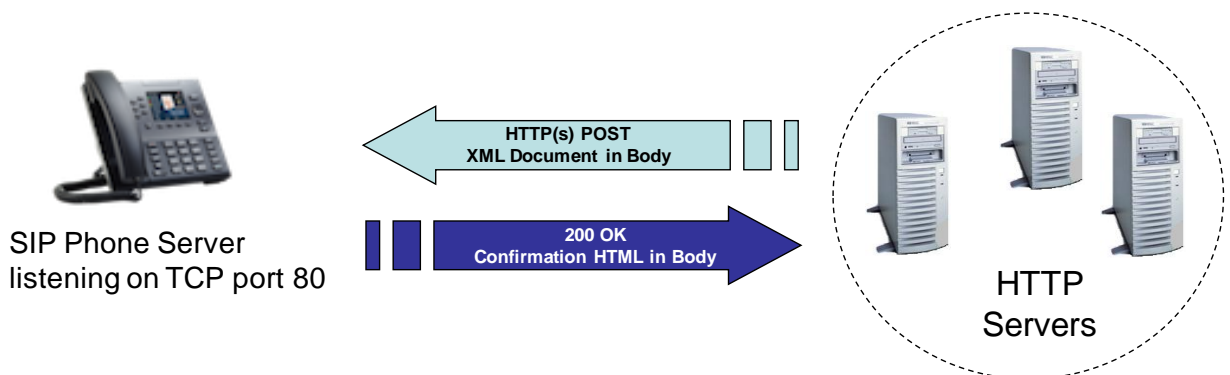 HTTP(s) POST
XML Document in Body
SIP Phone Server
listening on TCP port 80
200 OK
Confirmation HTML in Body
HTTP
Servers